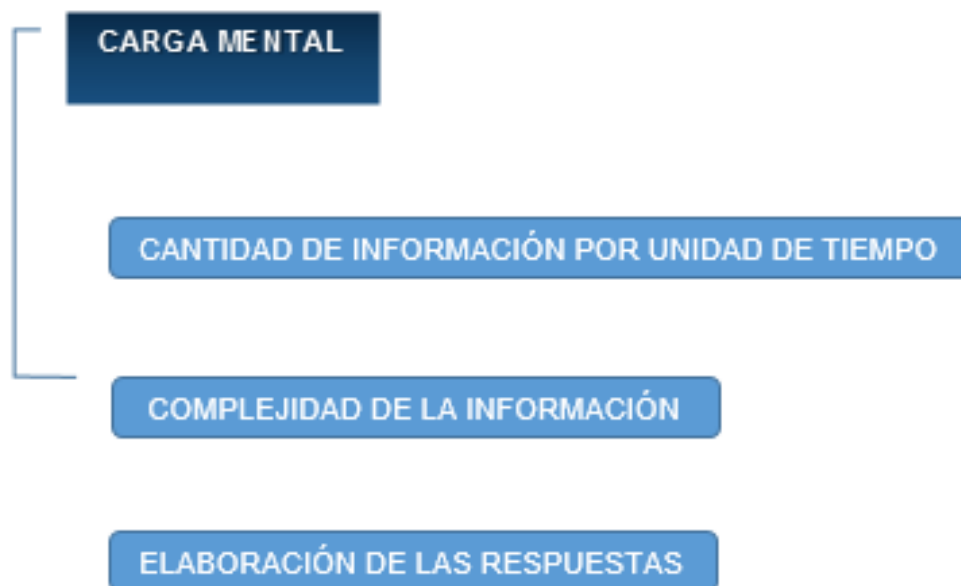 CARGA MENTAL
CANTIDAD DE INFORMACIÓN POR UNIDAD DE TIEMPO
COMPLEJIDAD DE LA INFORMACIÓN
ELABORACIÓN DE LAS RESPUESTAS